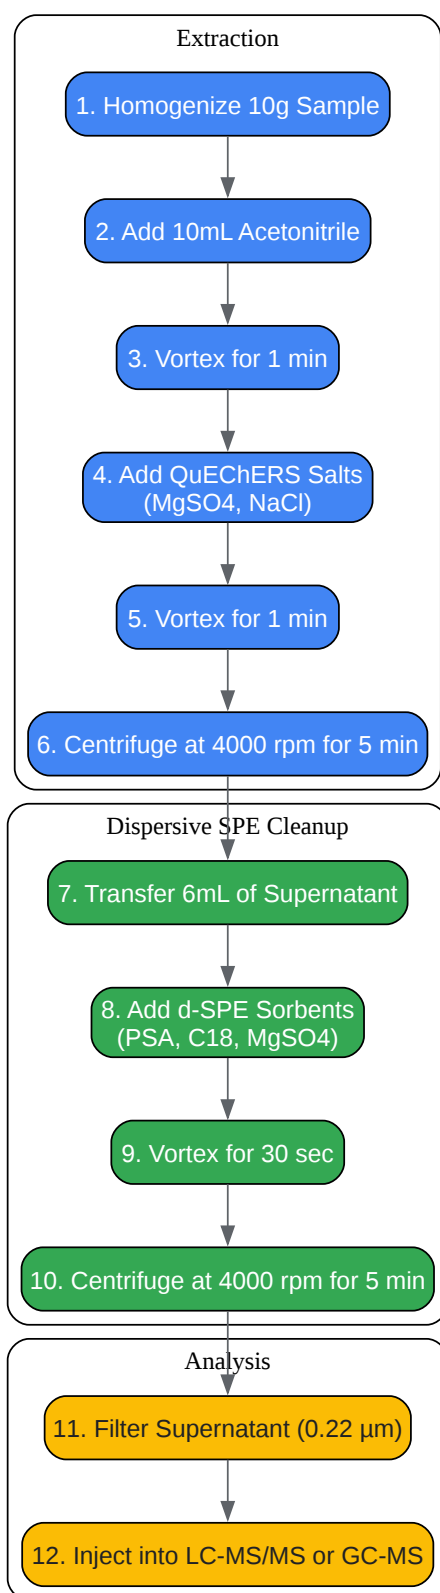 Extraction
1. Homogenize 10g Sample
2. Add 10mL Acetonitrile
3. Vortex for 1 min
4. Add QuEChERS Salts
(MgSO4, NaCl)
5. Vortex for 1 min
6. Centrifuge at 4000 rpm for 5 min
Dispersive SPE Cleanup
7. Transfer 6mL of Supernatant
8. Add d-SPE Sorbents
(PSA, C18, MgSO4)
9. Vortex for 30 sec
10. Centrifuge at 4000 rpm for 5 min
Analysis
11. Filter Supernatant (0.22 µm)
12. Inject into LC-MS/MS or GC-MS